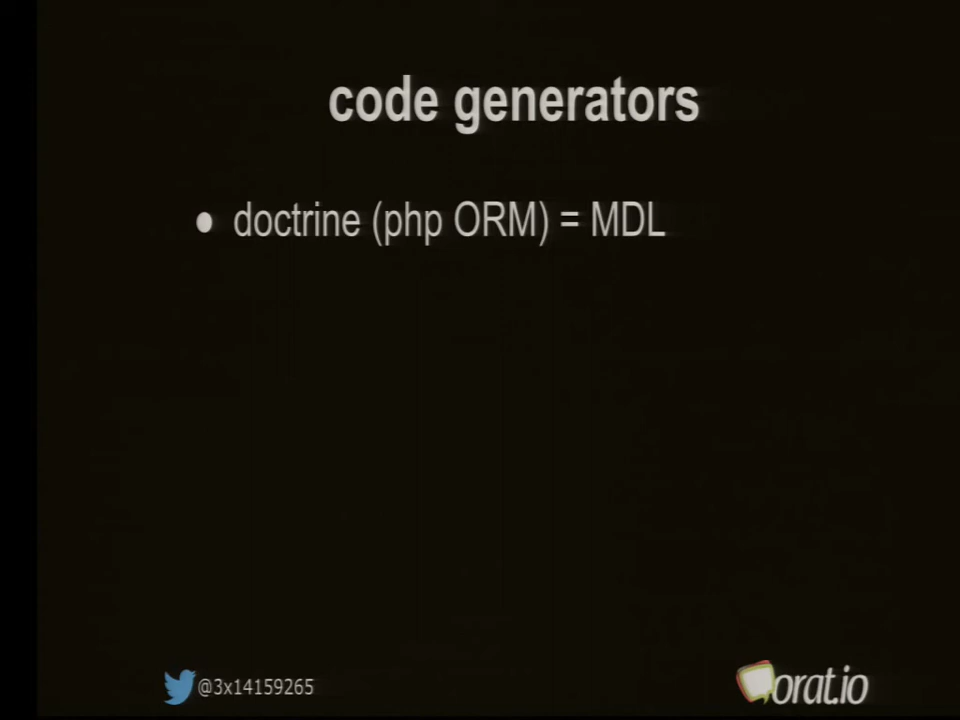 code generators
● doctrine (php ORM) = MDL
@3x14159265
orat.io